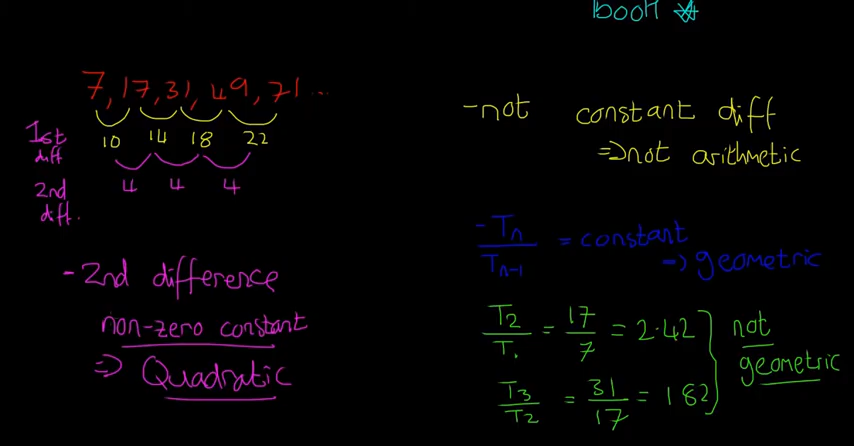 book
7, 17, 31, 49, 71 ...
1st diff 10 14 18 22
2nd diff. 4 4 4
- 2nd difference
non-zero constant
⇒ Quadratic
- not constant diff
⇒ not arithmetic
- Tn / Tn-1 = constant
⇒ geometric
T2 / T1 = 17 / 7 = 2.42
T3 / T2 = 31 / 17 = 1.82
not
geometric